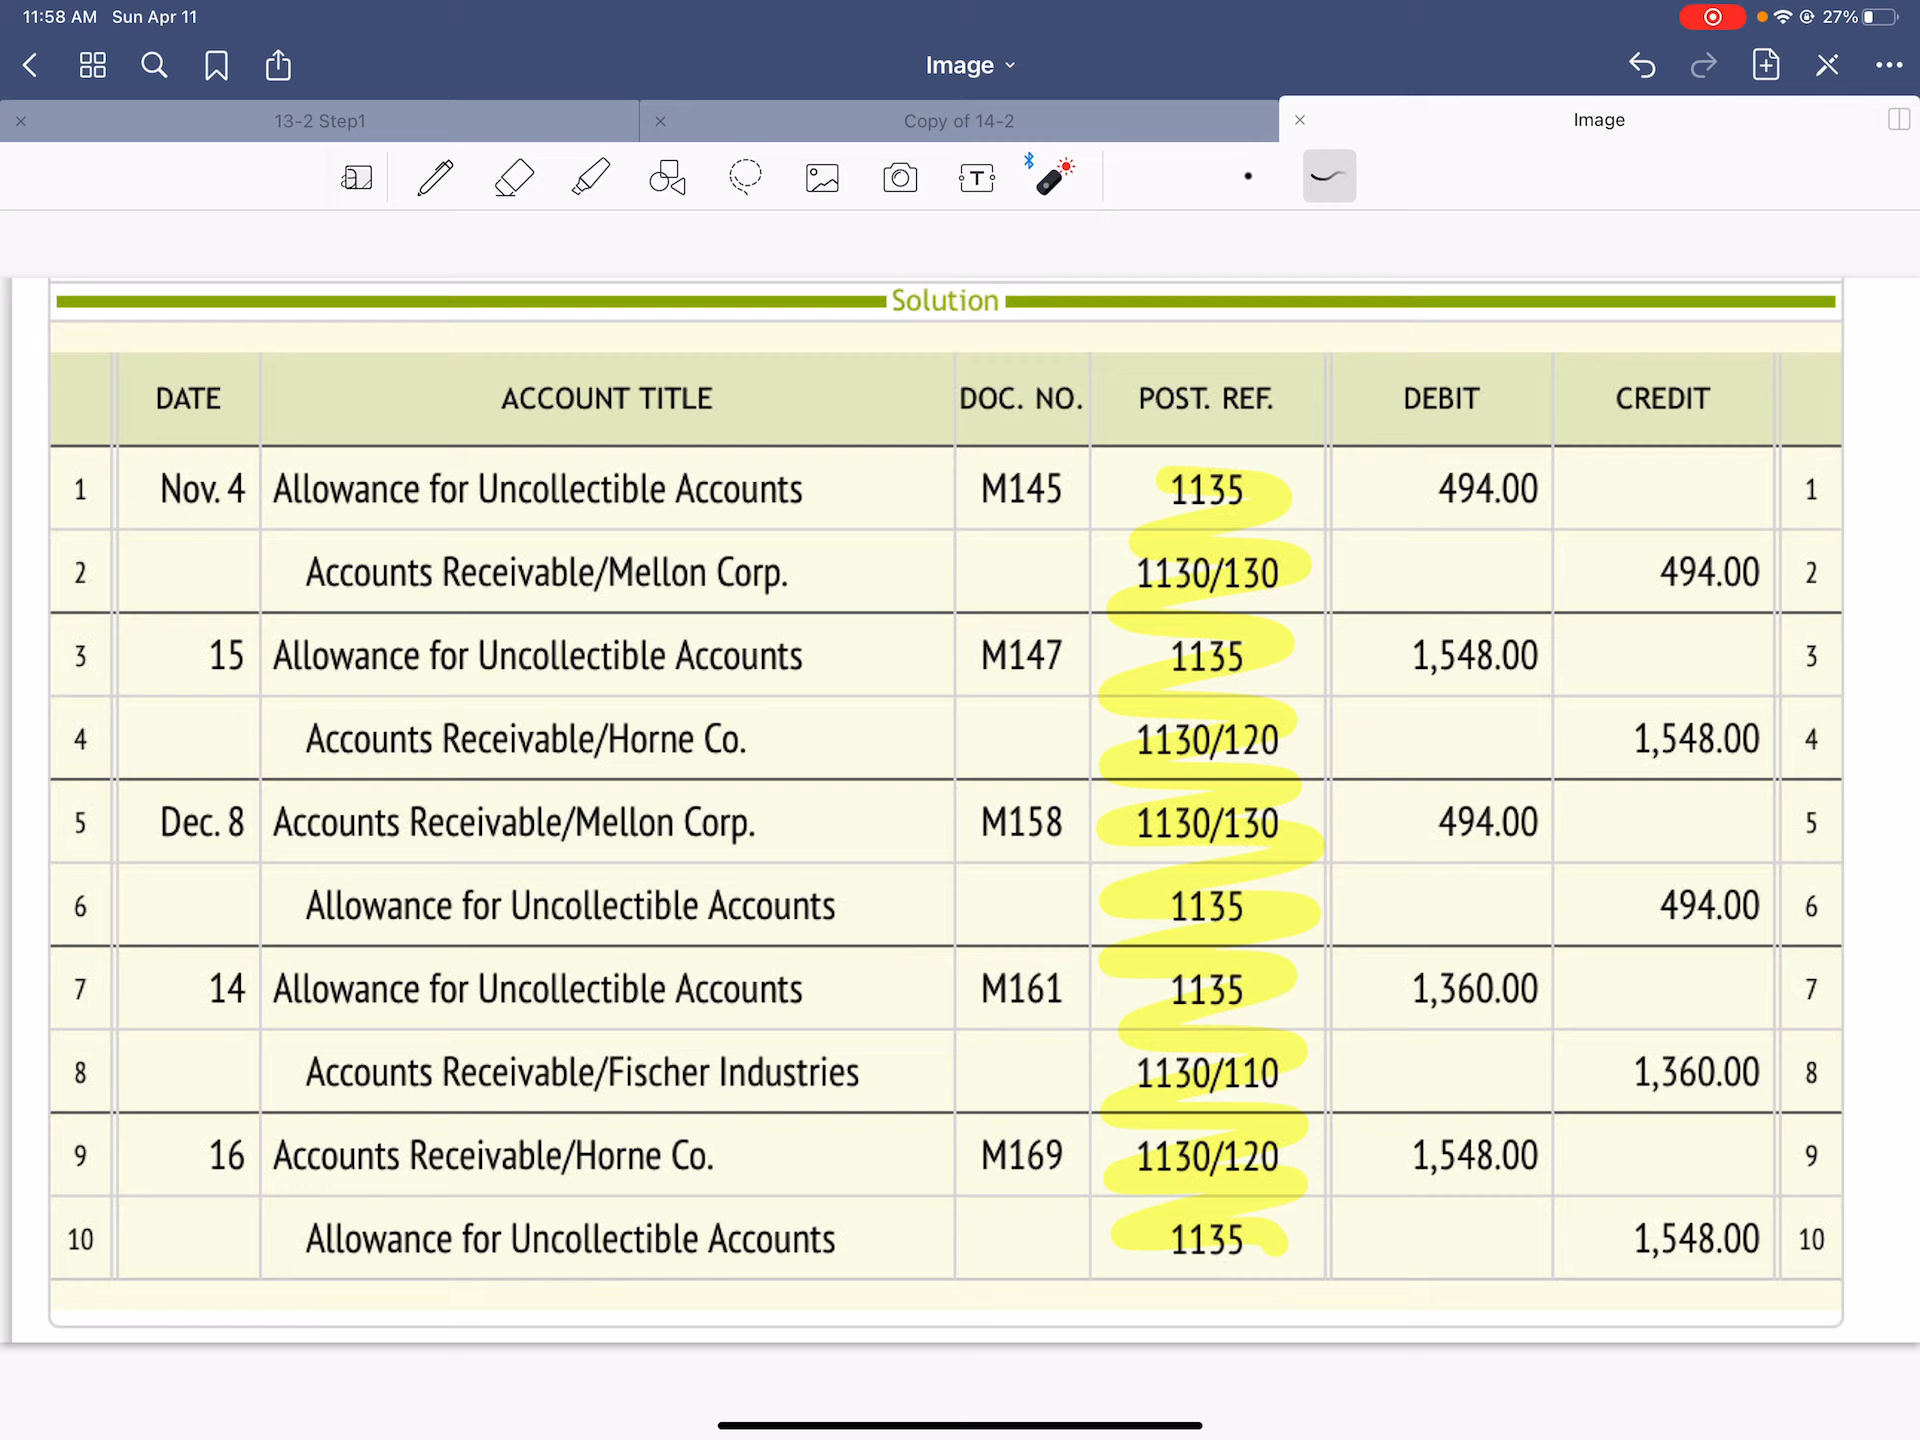 11:58 AM Sun Apr 11 27%
Image
13-2 Step1 Copy of 14-2 Image
Solution
DATE ACCOUNT TITLE DOC. NO. POST. REF. DEBIT CREDIT
1 Nov. 4 Allowance for Uncollectible Accounts M145 1135 494.00 1
2 Accounts Receivable/Mellon Corp. 1130/130 494.00 2
3 15 Allowance for Uncollectible Accounts M147 1135 1,548.00 3
4 Accounts Receivable/Horne Co. 1130/120 1,548.00 4
5 Dec. 8 Accounts Receivable/Mellon Corp. M158 1130/130 494.00 5
6 Allowance for Uncollectible Accounts 1135 494.00 6
7 14 Allowance for Uncollectible Accounts M161 1135 1,360.00 7
8 Accounts Receivable/Fischer Industries 1130/110 1,360.00 8
9 16 Accounts Receivable/Horne Co. M169 1130/120 1,548.00 9
10 Allowance for Uncollectible Accounts 1135 1,548.00 10